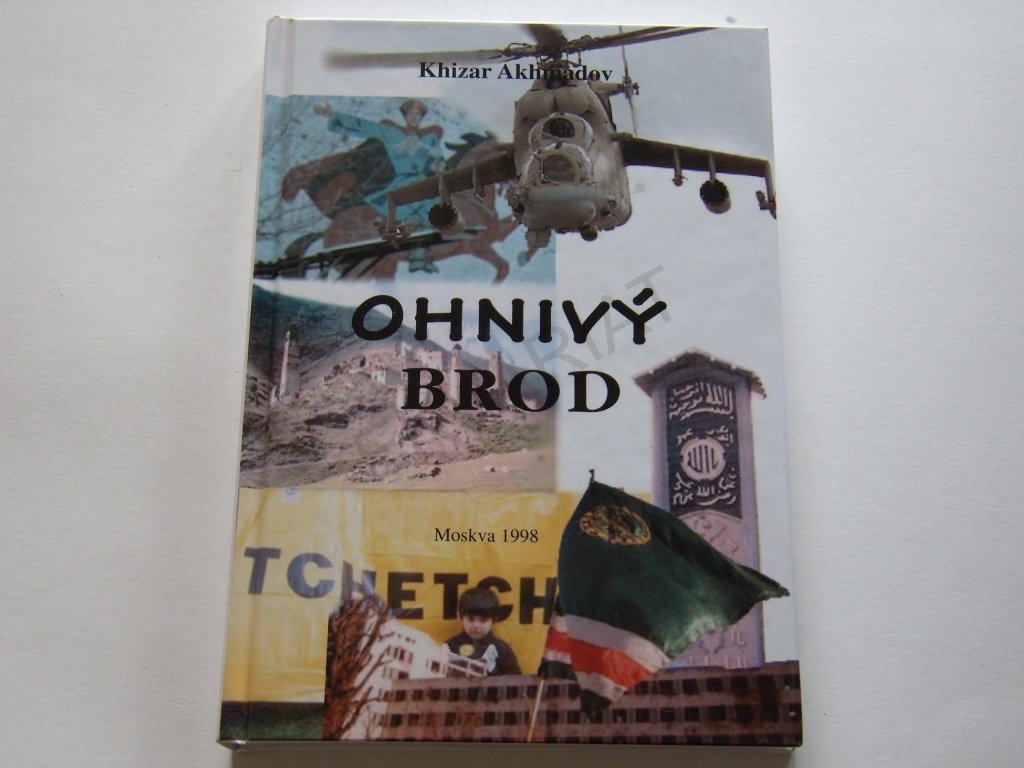 Khizar Akhmadov
OHNIVÝ
BROD
Moskva 1998
TCHETCH